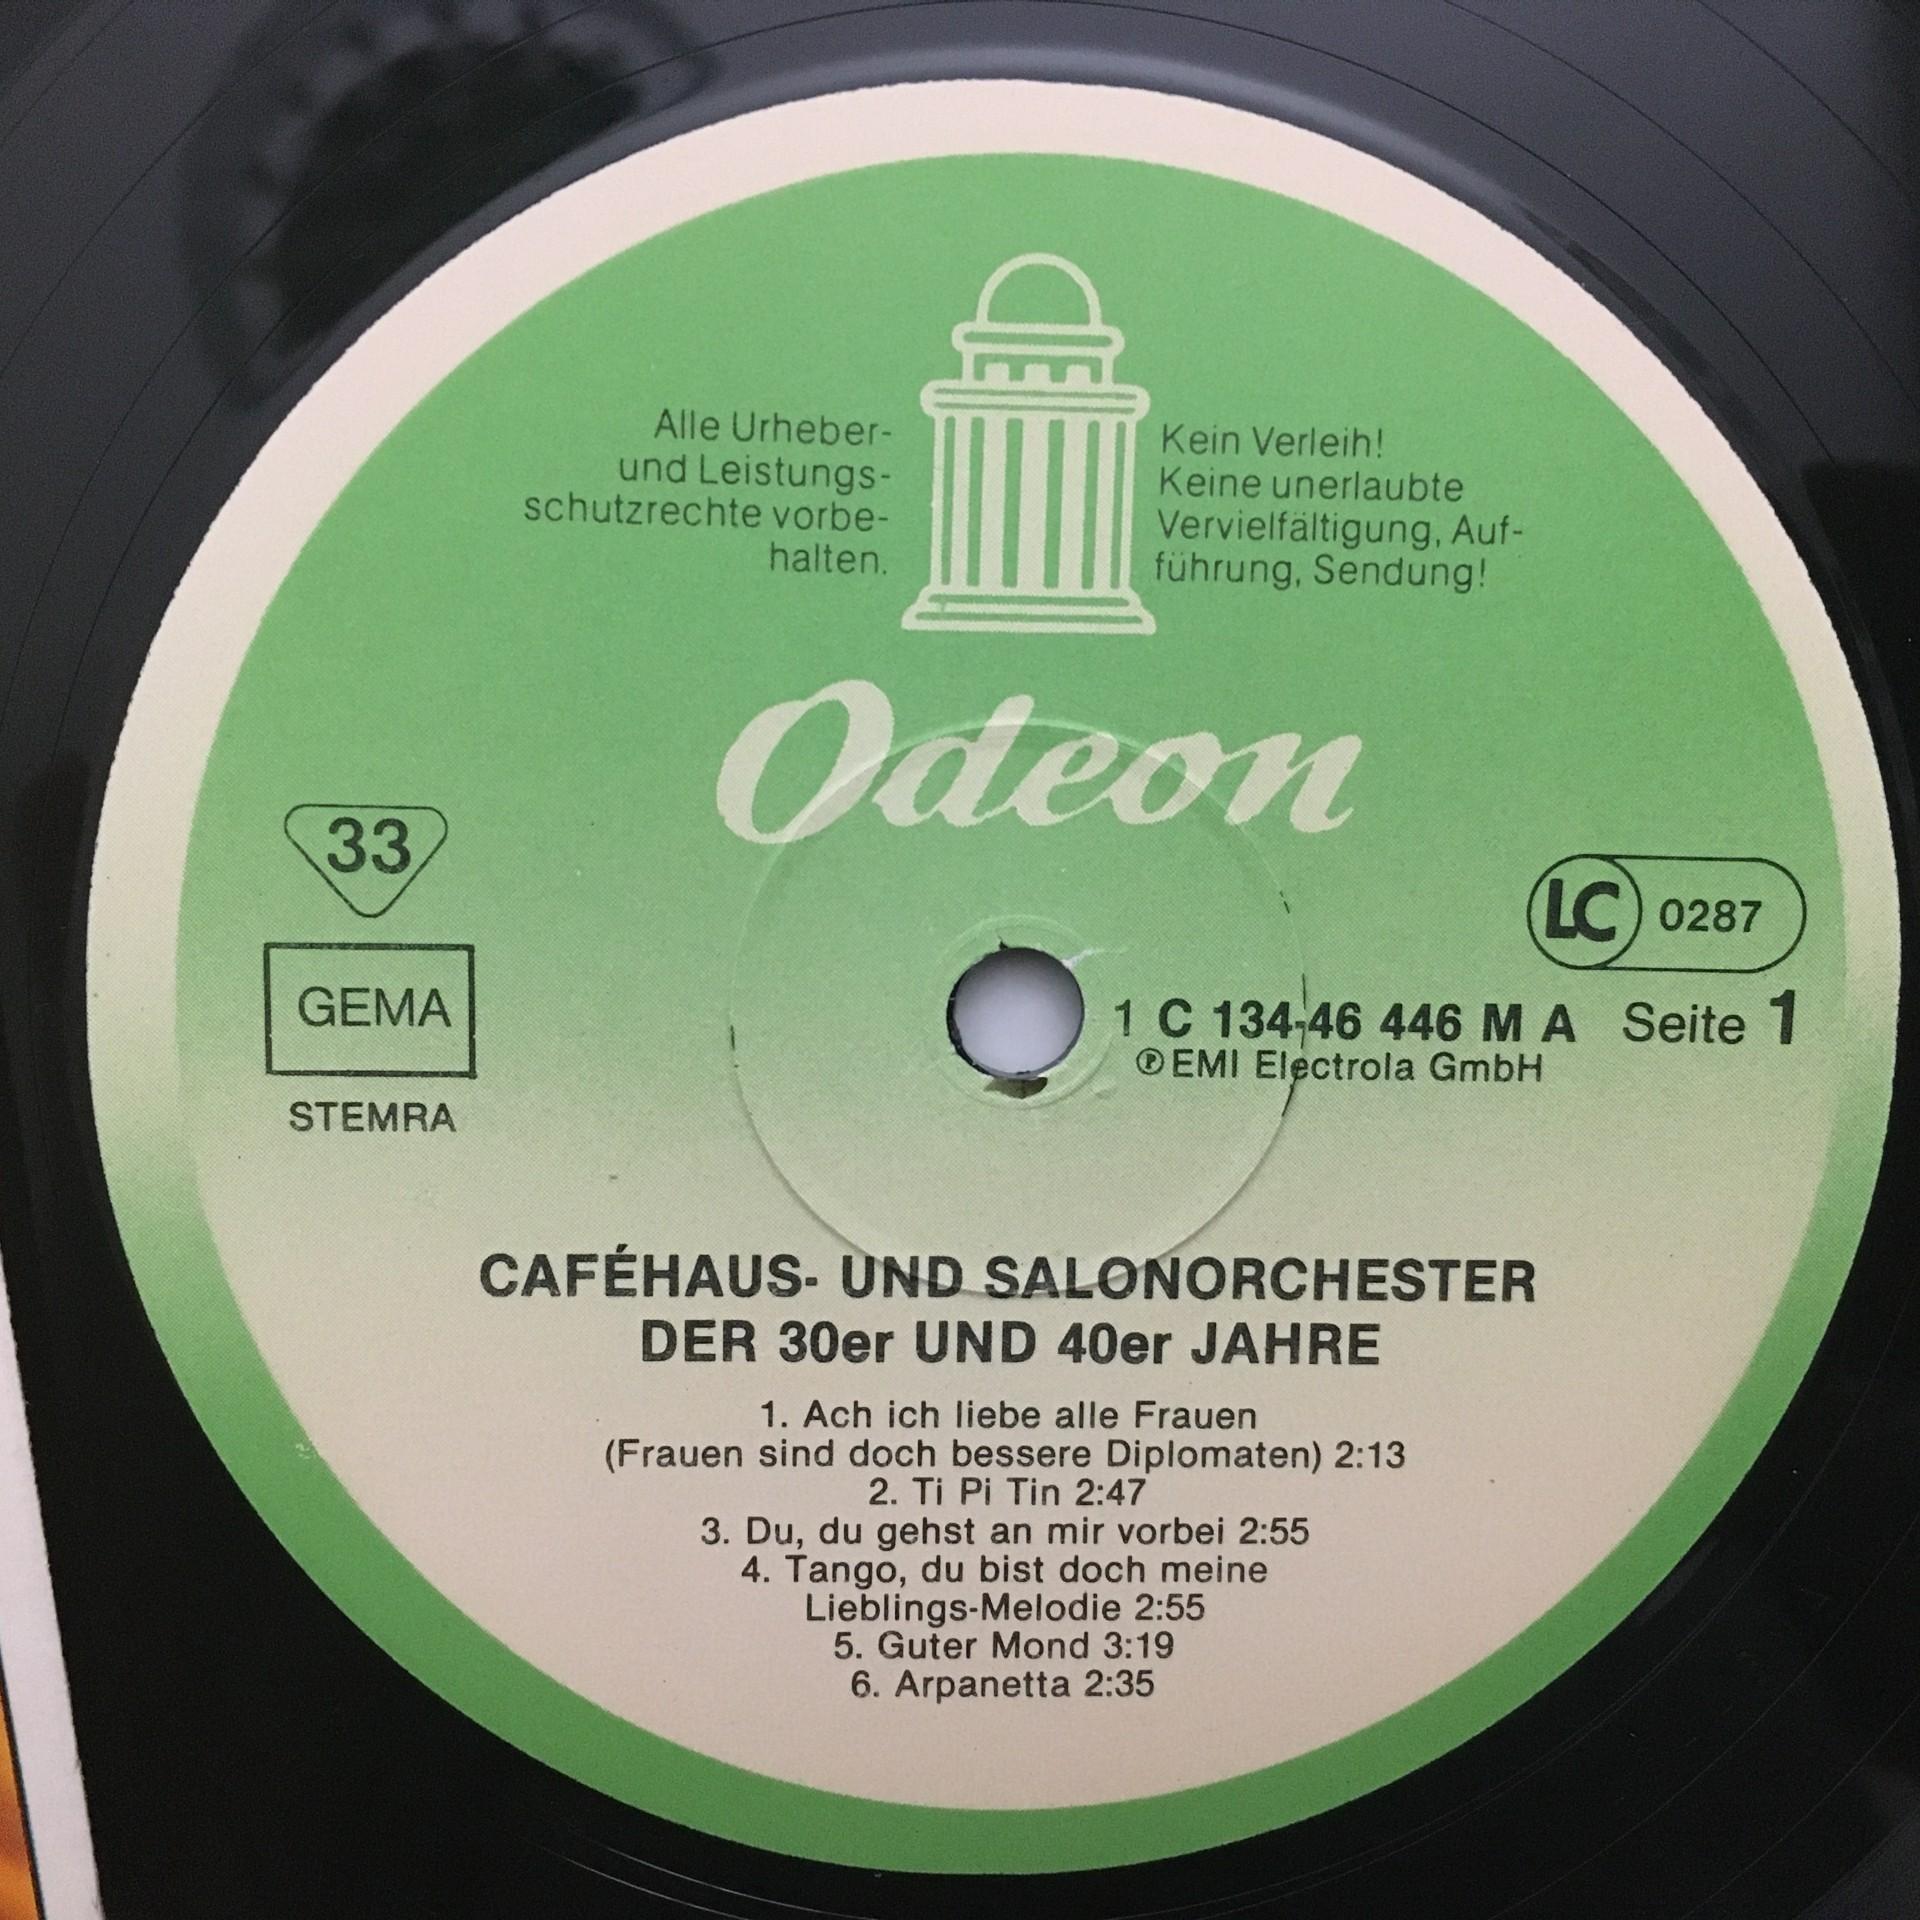 Alle Urheber-
und Leistungs-
schutzrechte vorbe-
halten.
Kein Verleih!
Keine unerlaubte
Vervielfältigung, Auf-
führung, Sendung!
Odeon
33
GEMA
STEMRA
LC 0287
1 C 134-46 446 M A Seite 1
℗ EMI Electrola GmbH
CAFÉHAUS- UND SALONORCHESTER
DER 30er UND 40er JAHRE
1. Ach ich liebe alle Frauen
(Frauen sind doch bessere Diplomaten) 2:13
2. Ti Pi Tin 2:47
3. Du, du gehst an mir vorbei 2:55
4. Tango, du bist doch meine
Lieblings-Melodie 2:55
5. Guter Mond 3:19
6. Arpanetta 2:35